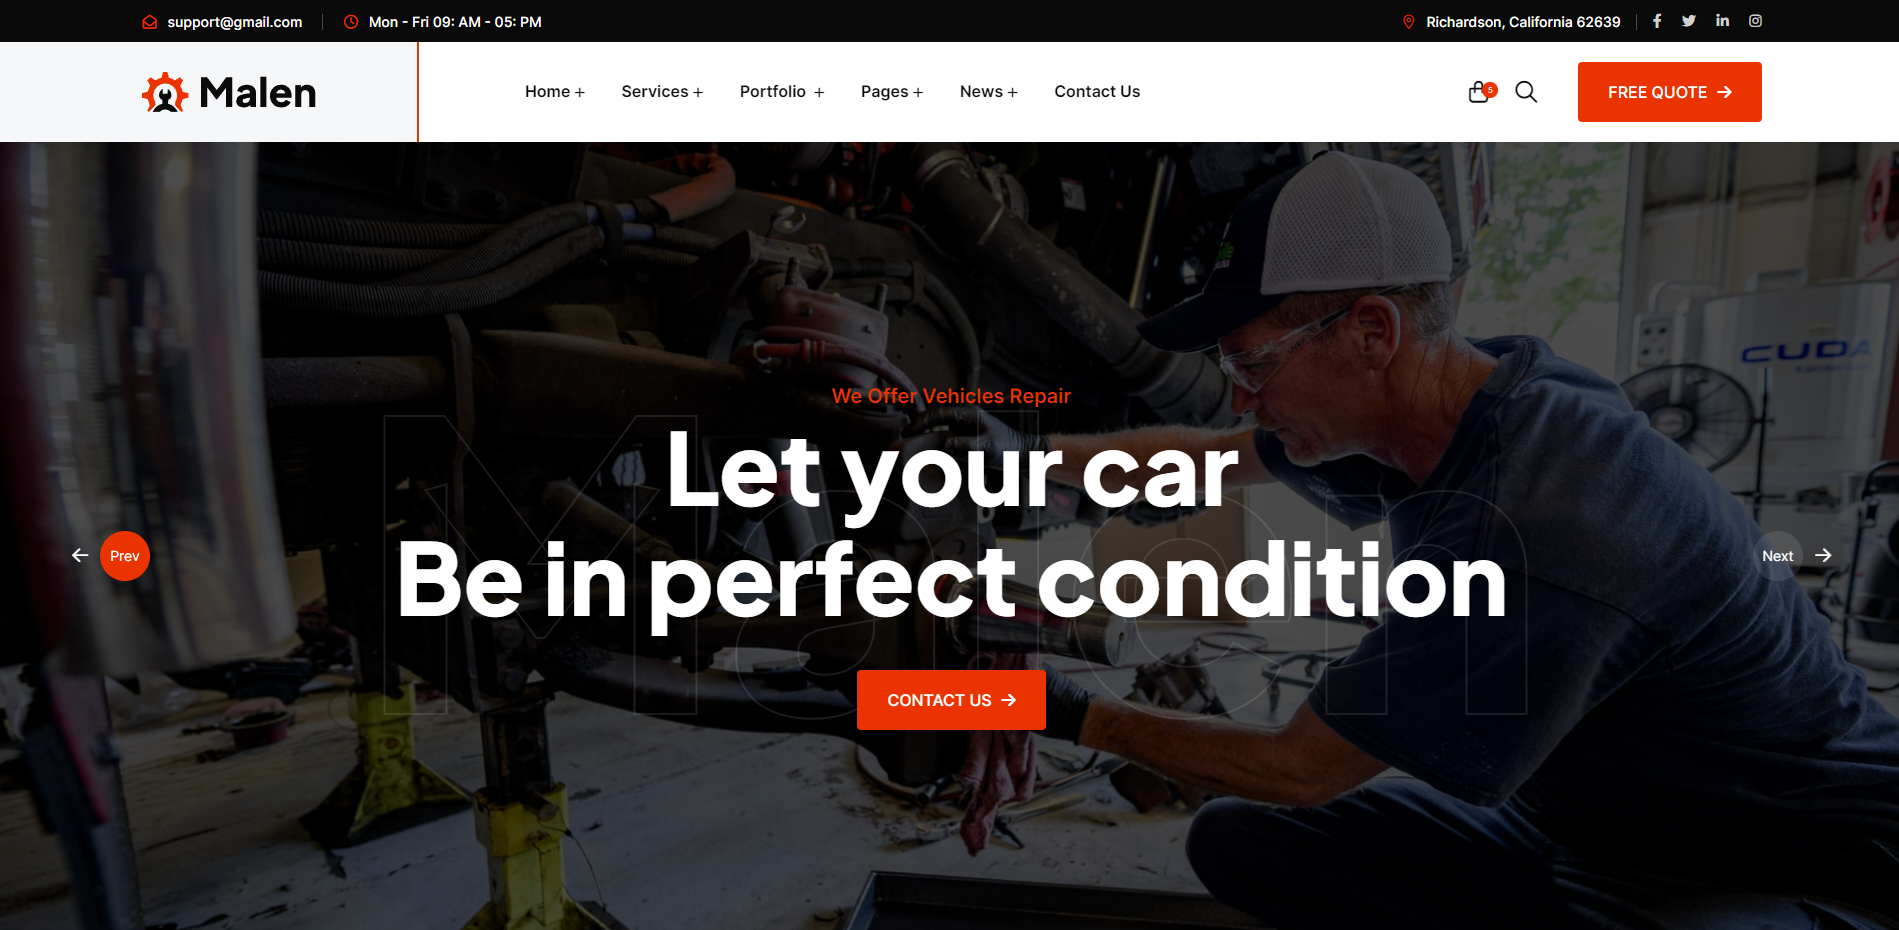 support@gmail.com
Mon - Fri 09: AM - 05: PM
Richardson, California 62639
Malen
Home +
Services +
Portfolio +
Pages +
News +
Contact Us
5
FREE QUOTE
CUDA
We Offer Vehicles Repair
Malen
Let your car
Be in perfect condition
Prev
Next
CONTACT US